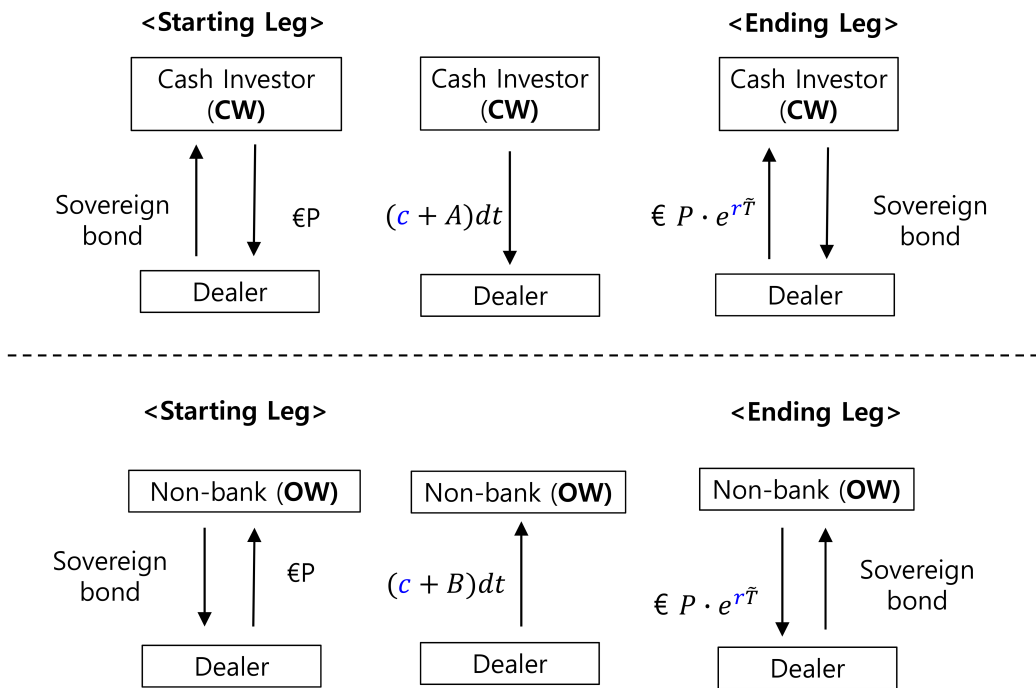 <Starting Leg>
<Ending Leg>
Cash Investor
(CW)
Cash Investor
(CW)
Cash Investor
(CW)
Sovereign
bond
€P
(c + A)dt
€ P · e^{rT̃}
Sovereign
bond
Dealer
Dealer
Dealer
<Starting Leg>
<Ending Leg>
Non-bank (OW)
Non-bank (OW)
Non-bank (OW)
Sovereign
bond
€P
(c + B)dt
€ P · e^{rT̃}
Sovereign
bond
Dealer
Dealer
Dealer